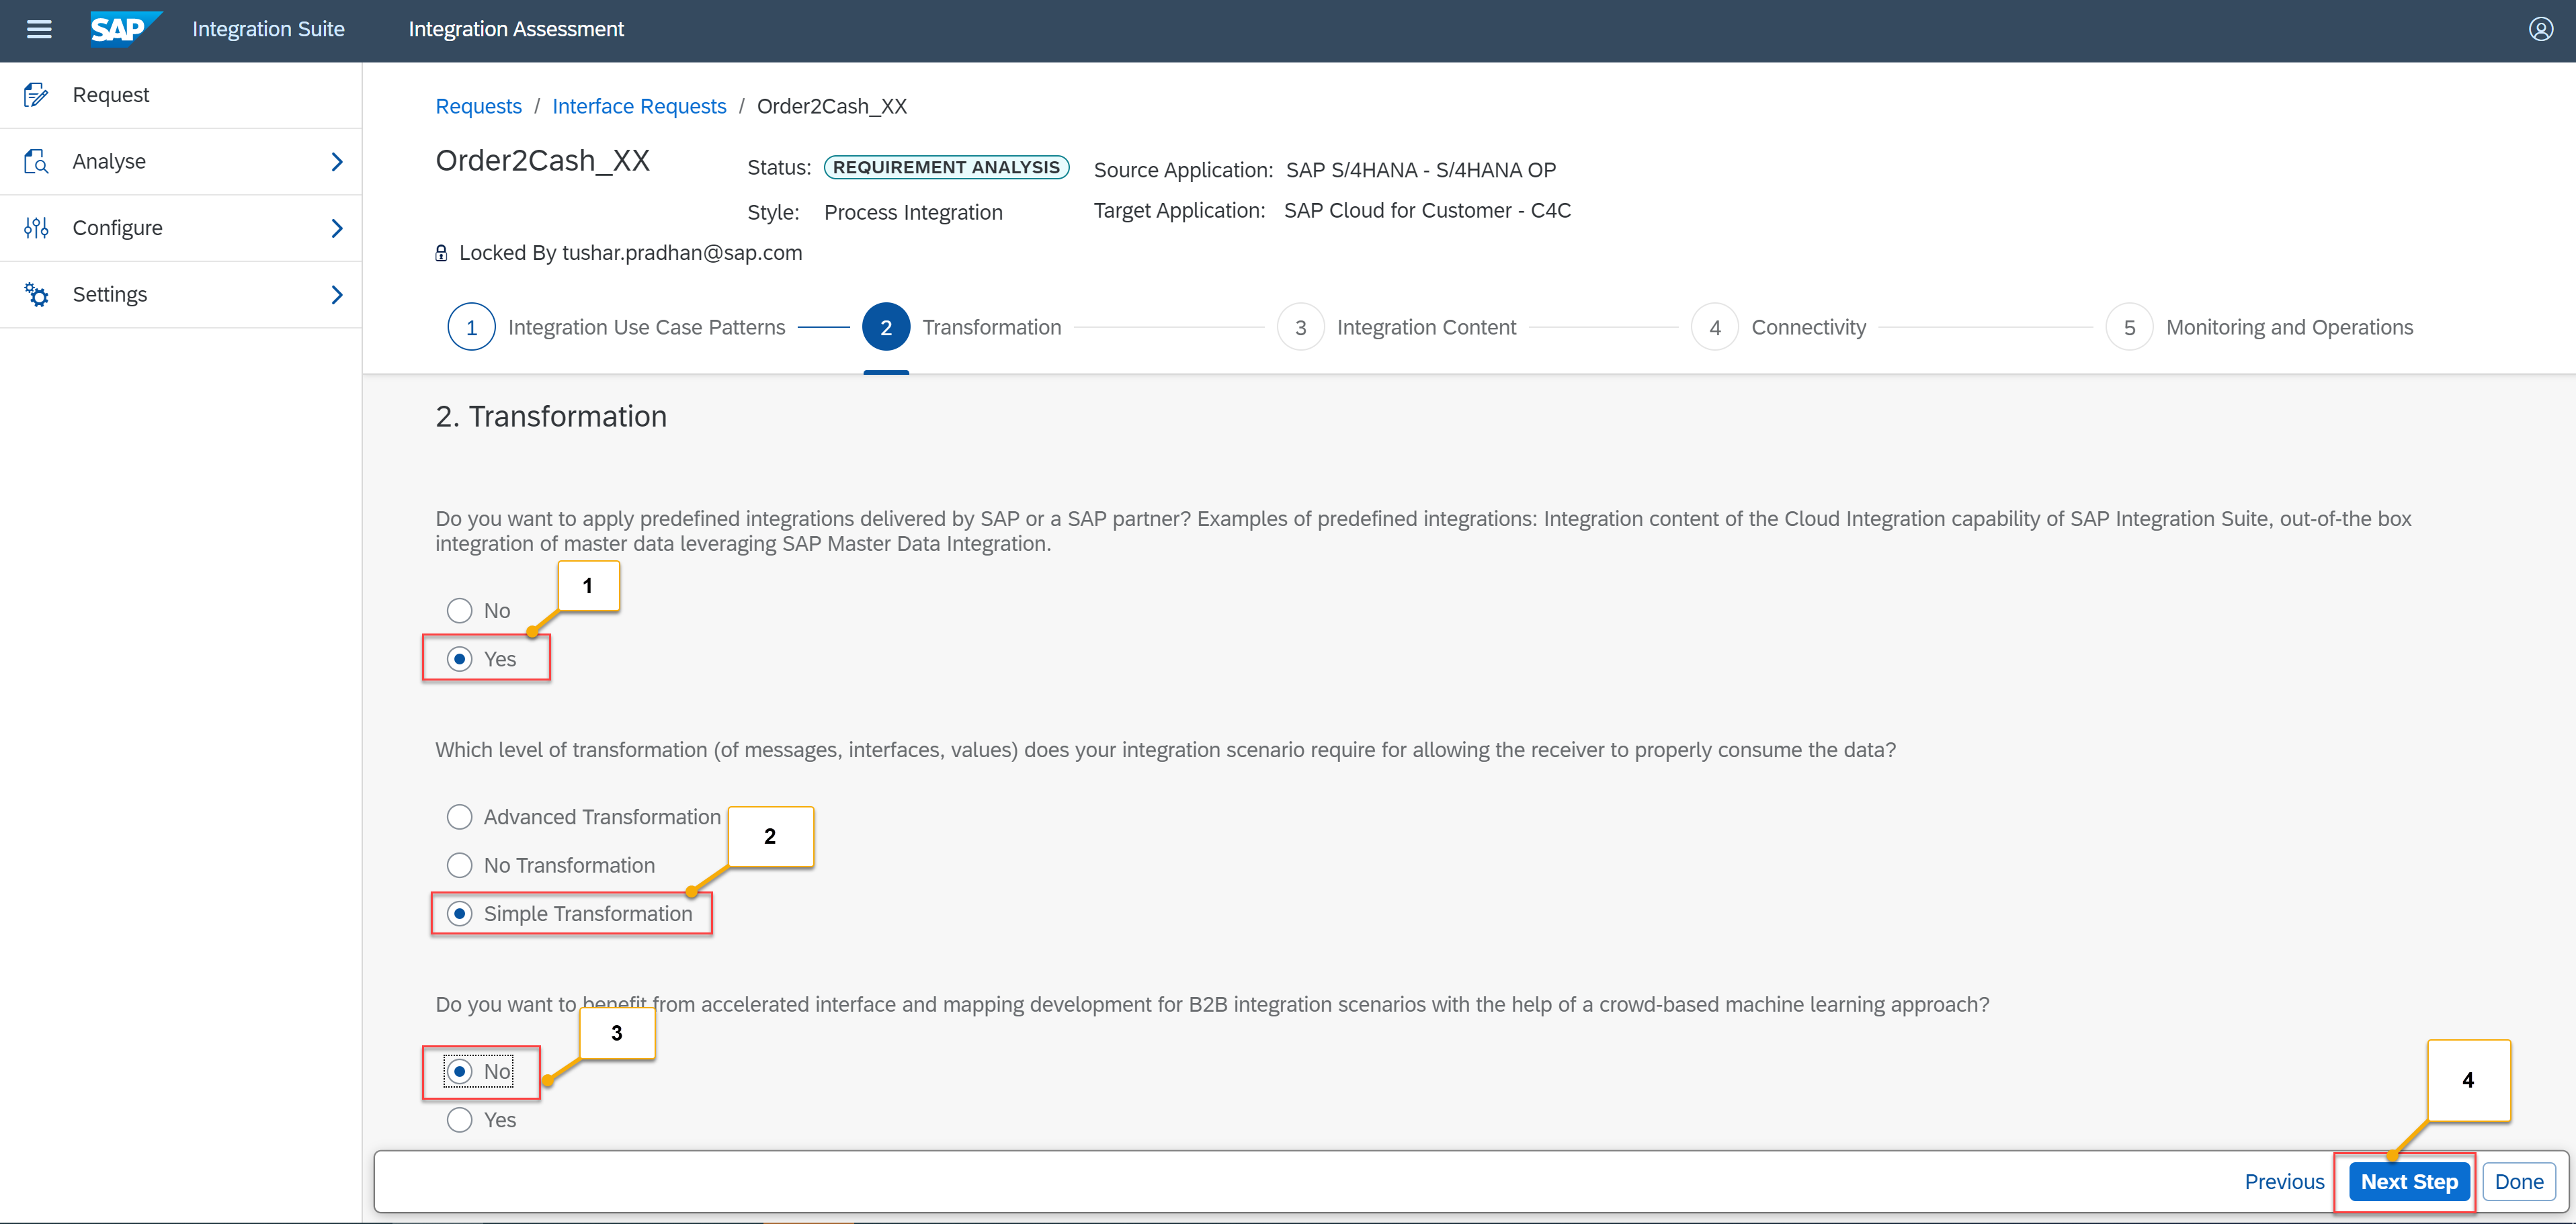 SAP Integration Suite Integration Assessment
Request
Analyse
Configure
Settings
Requests / Interface Requests / Order2Cash_XX
Order2Cash_XX
Status: REQUIREMENT ANALYSIS
Style: Process Integration
Source Application: SAP S/4HANA - S/4HANA OP
Target Application: SAP Cloud for Customer - C4C
Locked By tushar.pradhan@sap.com
1 Integration Use Case Patterns
2 Transformation
3 Integration Content
4 Connectivity
5 Monitoring and Operations
2. Transformation
Do you want to apply predefined integrations delivered by SAP or a SAP partner? Examples of predefined integrations: Integration content of the Cloud Integration capability of SAP Integration Suite, out-of-the box
integration of master data leveraging SAP Master Data Integration.
1
No
Yes
Which level of transformation (of messages, interfaces, values) does your integration scenario require for allowing the receiver to properly consume the data?
Advanced Transformation
2
No Transformation
Simple Transformation
Do you want to benefit from accelerated interface and mapping development for B2B integration scenarios with the help of a crowd-based machine learning approach?
3
No
Yes
4
Previous Next Step Done